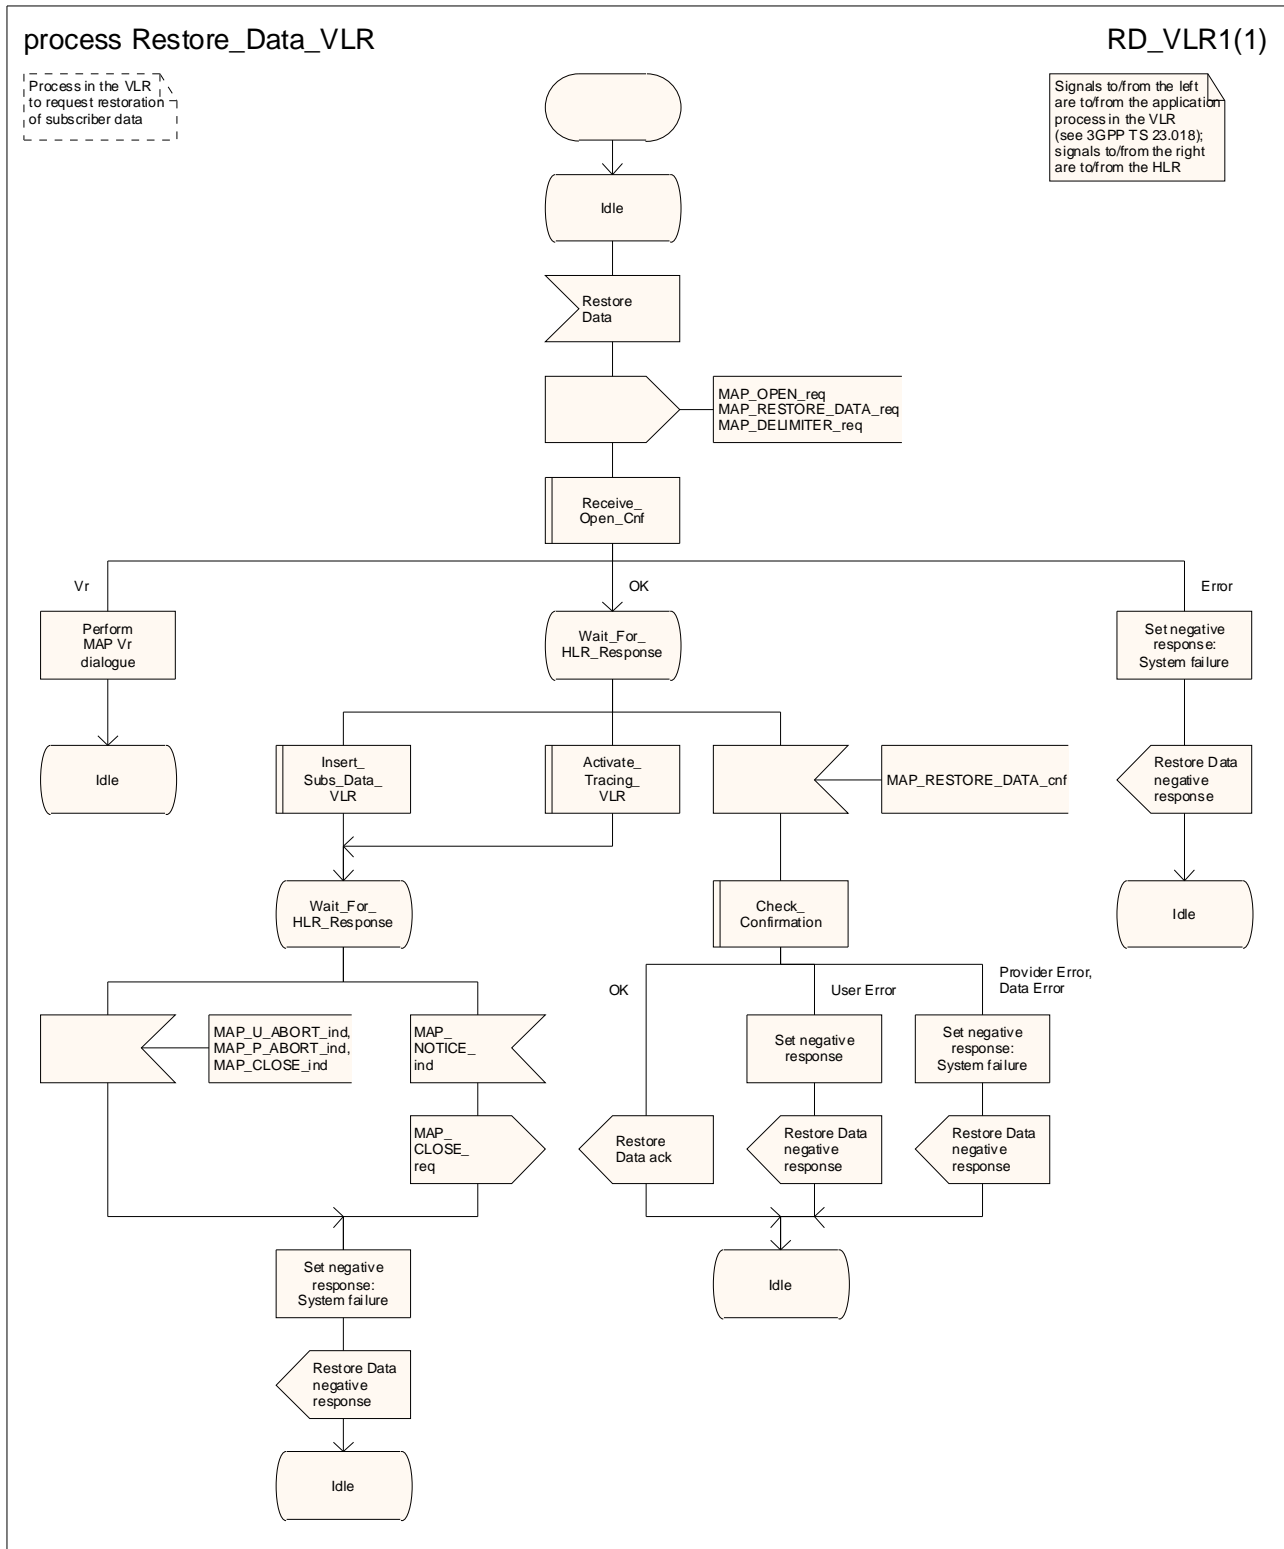 process Restore_Data_VLR
RD_VLR1(1)
Process in the VLR
to request restoration
of subscriber data
Signals to/from the left
are to/from the application
process in the VLR
(see 3GPP TS 23.018);
signals to/from the right
are to/from the HLR
Idle
Restore
Data
MAP_OPEN_req
MAP_RESTORE_DATA_req
MAP_DELIMITER_req
Receive_
Open_Cnf
Vr
OK
Error
Perform
MAP Vr
dialogue
Wait_For_
HLR_Response
Set negative
response:
System failure
Idle
Insert_
Subs_Data_
VLR
Activate_
Tracing_
VLR
MAP_RESTORE_DATA_cnf
Restore Data
negative
response
Wait_For_
HLR_Response
Check_
Confirmation
Idle
OK
User Error
Provider Error,
Data Error
MAP_U_ABORT_ind,
MAP_P_ABORT_ind,
MAP_CLOSE_ind
MAP_
NOTICE_
ind
Set negative
response
Set negative
response:
System failure
MAP_
CLOSE_
req
Restore
Data ack
Restore Data
negative
response
Restore Data
negative
response
Set negative
response:
System failure
Idle
Restore Data
negative
response
Idle